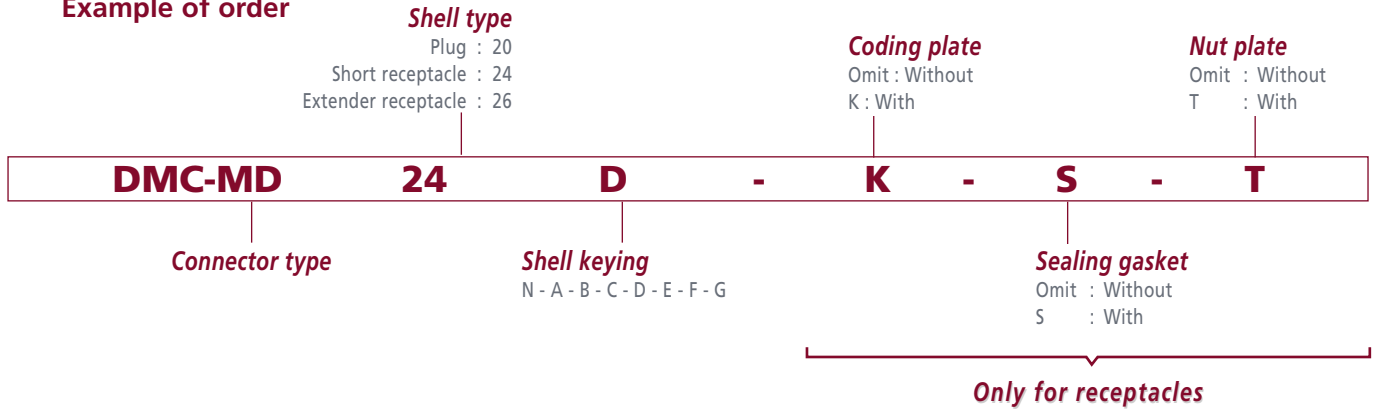 Example of order
Shell type
Plug : 20
Short receptacle : 24
Extender receptacle : 26
Coding plate
Omit : Without
K : With
Nut plate
Omit : Without
T : With
DMC-MD 24 D - K - S - T
Connector type
Shell keying
N - A - B - C - D - E - F - G
Sealing gasket
Omit : Without
S : With
Only for receptacles